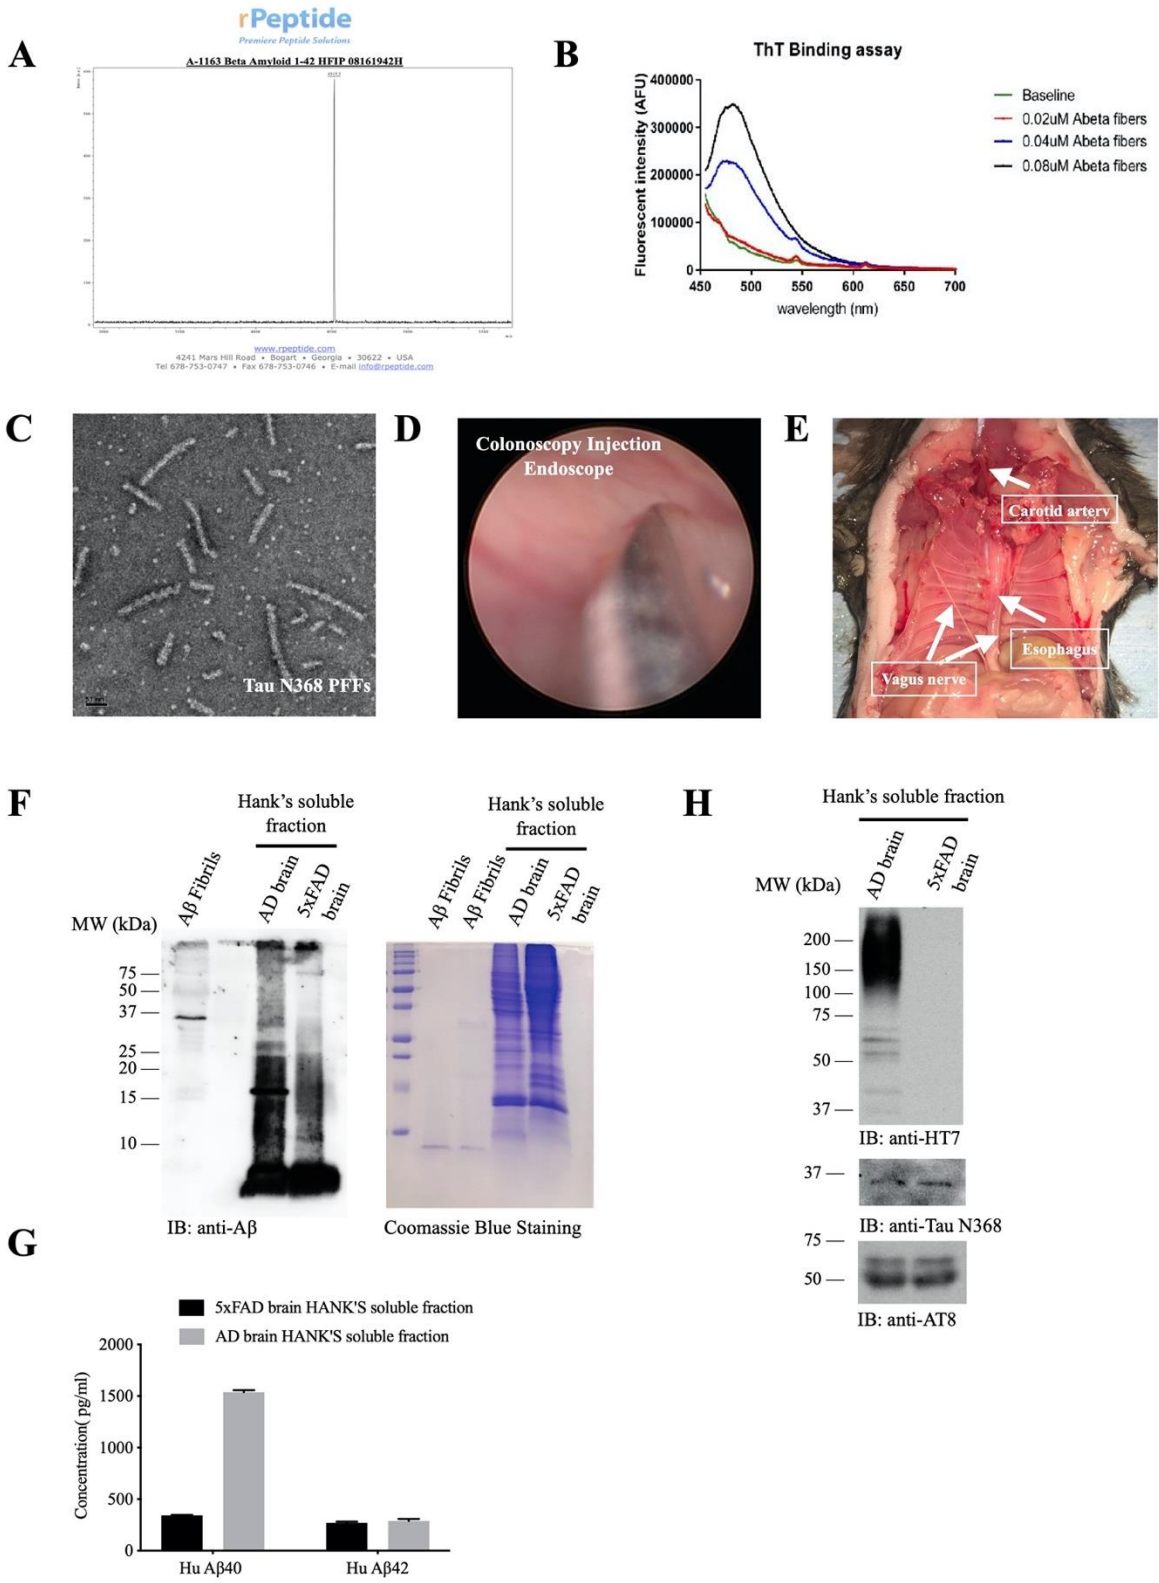 A
rPeptide
Premiere Peptide Solutions
A-1163 Beta Amyloid 1-42 HFIP 08161942H
www.rpeptide.com
4241 Mars Hill Road • Bogart • Georgia • 30622 • USA
Tel 678-753-0747 • Fax 678-753-0746 • E-mail info@rpeptide.com
B
ThT Binding assay
Fluorescent intensity (AFU)
400000
300000
200000
100000
0
450 500 550 600 650 700
wavelength (nm)
Baseline
0.02uM Abeta fibers
0.04uM Abeta fibers
0.08uM Abeta fibers
C
Tau N368 PFFs
D
Colonoscopy Injection
Endoscope
E
Carotid artery
Esophagus
Vagus nerve
F
Hank's soluble
fraction
Aβ Fibrils
AD brain
5xFAD
brain
MW (kDa)
75
50
37
25
20
15
10
IB: anti-Aβ
Hank's soluble
fraction
Aβ Fibrils
Aβ Fibrils
AD brain
5xFAD
brain
Coomassie Blue Staining
G
5xFAD brain HANK'S soluble fraction
AD brain HANK'S soluble fraction
Concentration( pg/ml)
2000
1500
1000
500
0
Hu Aβ40
Hu Aβ42
H
Hank's soluble fraction
AD brain
5xFAD
brain
MW (kDa)
200
150
100
75
50
37
IB: anti-HT7
37
IB: anti-Tau N368
75
50
IB: anti-AT8